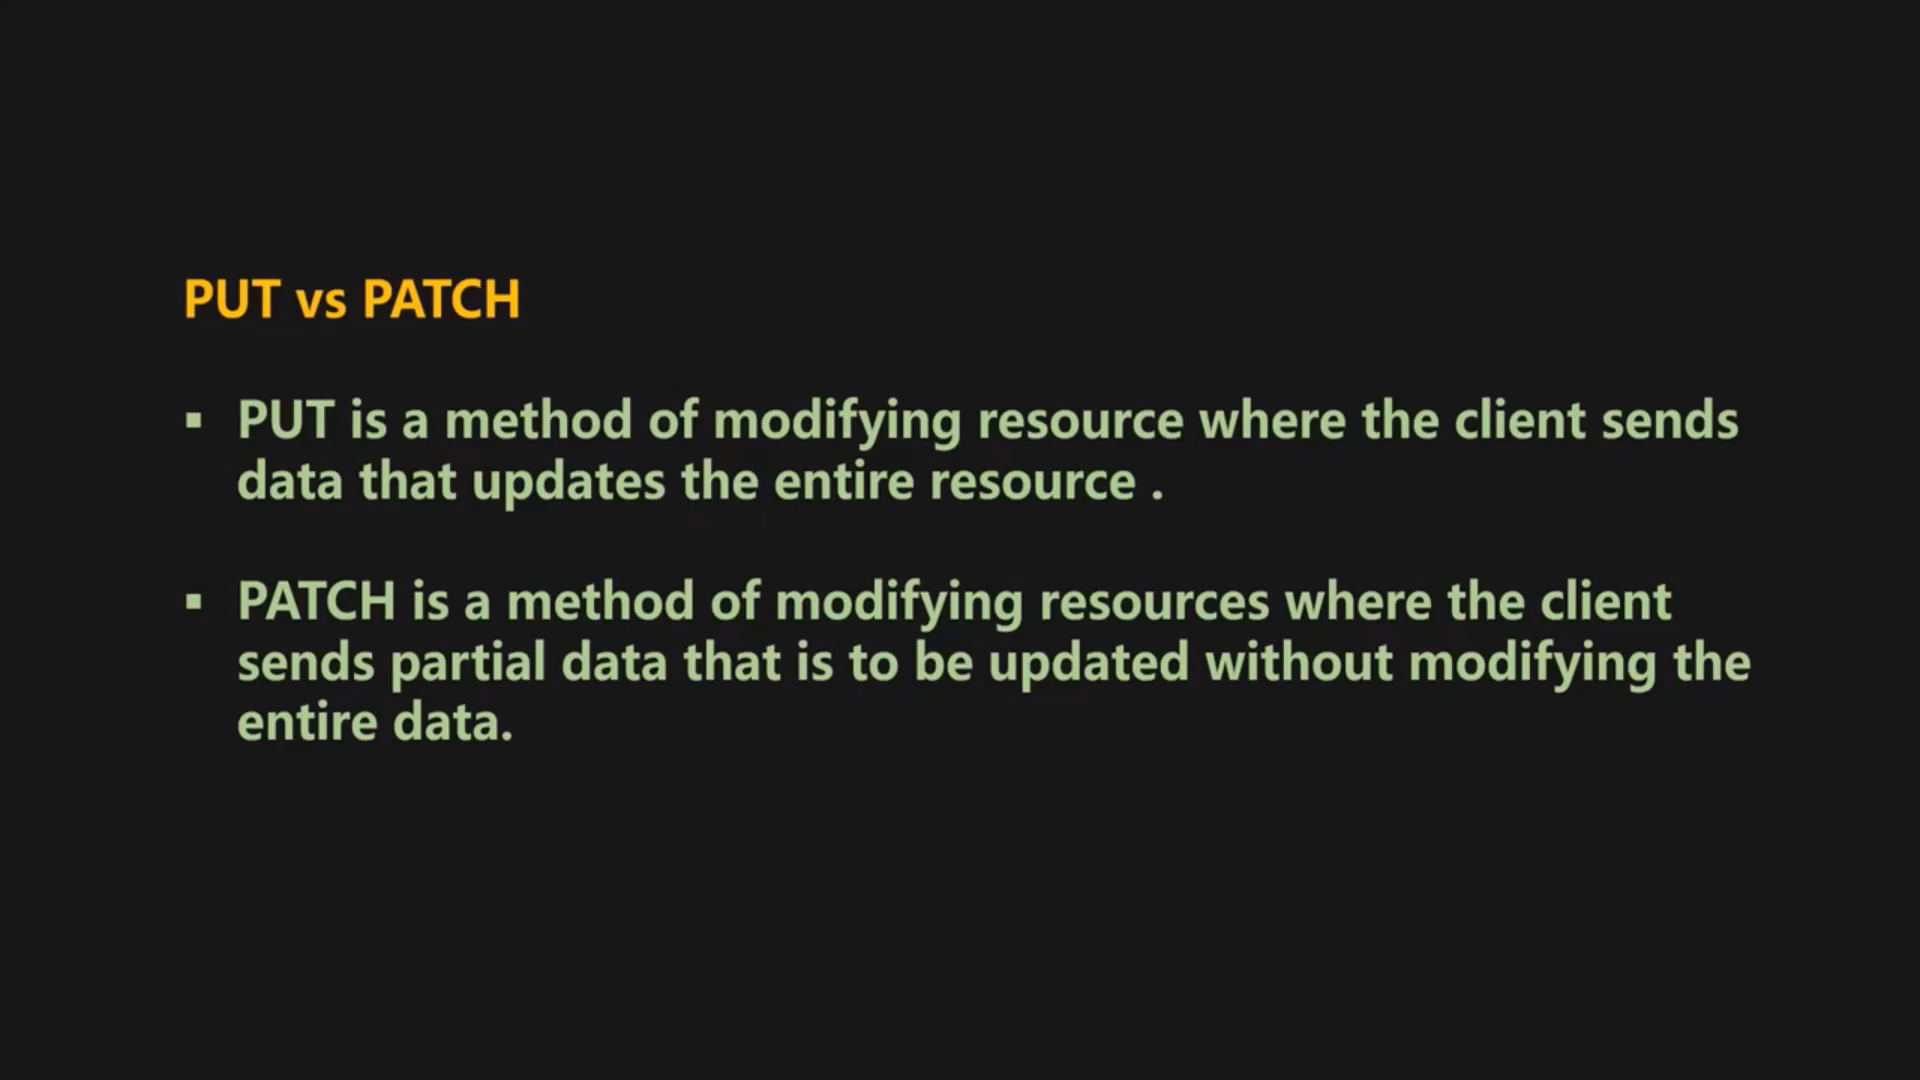 PUT vs PATCH
▪ PUT is a method of modifying resource where the client sends
data that updates the entire resource .
▪ PATCH is a method of modifying resources where the client
sends partial data that is to be updated without modifying the
entire data.